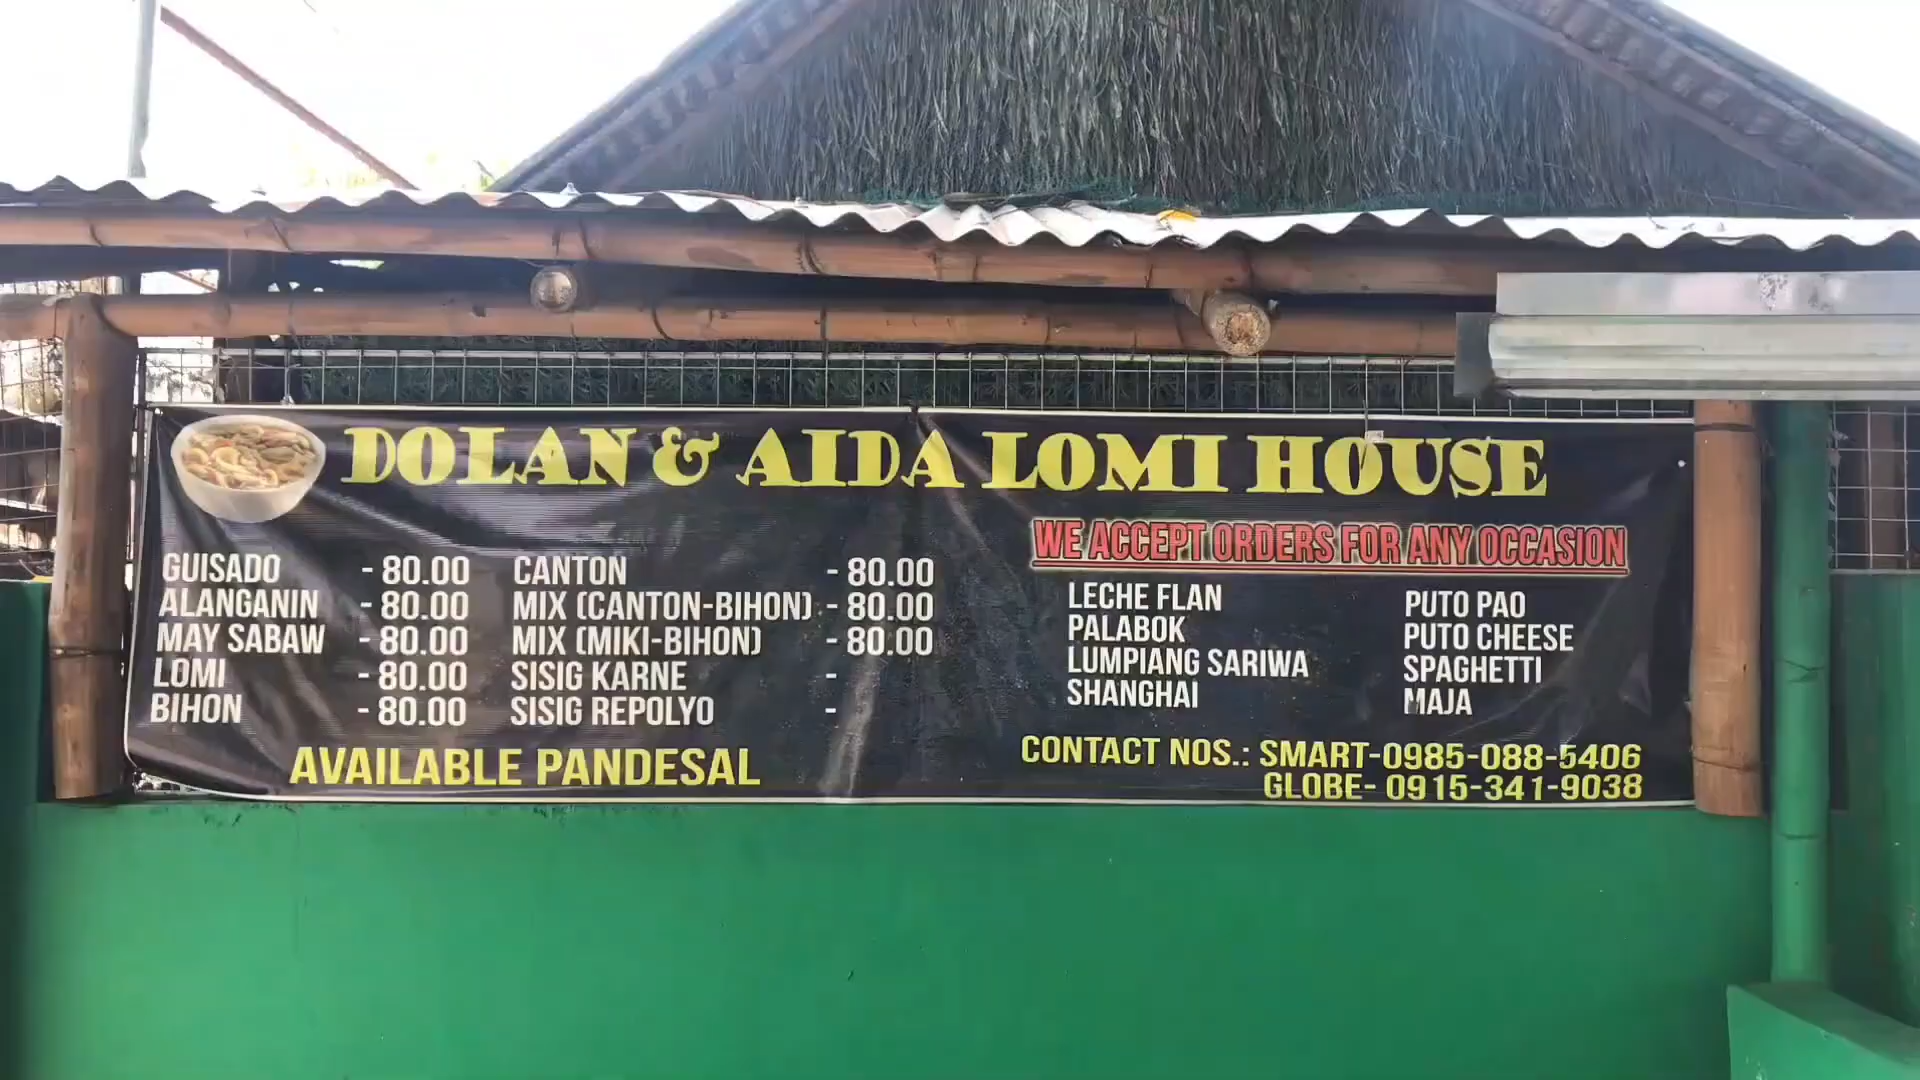 DOLAN & AIDA LOMI HOUSE
GUISADO - 80.00
ALANGANIN - 80.00
MAY SABAW - 80.00
LOMI - 80.00
BIHON - 80.00
CANTON - 80.00
MIX (CANTON-BIHON) - 80.00
MIX (MIKI-BIHON) - 80.00
SISIG KARNE -
SISIG REPOLYO -
AVAILABLE PANDESAL
WE ACCEPT ORDERS FOR ANY OCCASION
LECHE FLAN
PALABOK
LUMPIANG SARIWA
SHANGHAI
PUTO PAO
PUTO CHEESE
SPAGHETTI
MAJA
CONTACT NOS.: SMART-0985-088-5406
GLOBE- 0915-341-9038